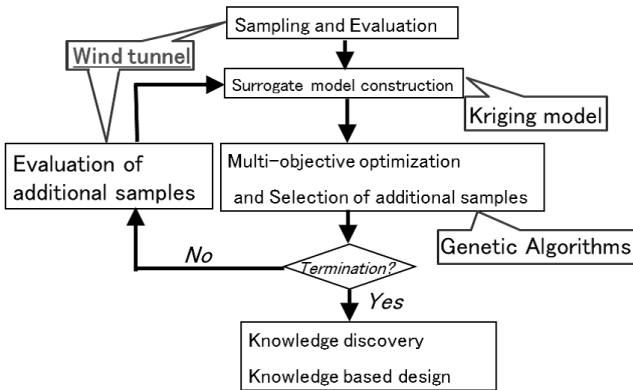 Sampling and Evaluation
Wind tunnel
Surrogate model construction
Kriging model
Evaluation of
additional samples
Multi-objective optimization
and Selection of additional samples
Genetic Algorithms
No
Termination?
Yes
Knowledge discovery
Knowledge based design